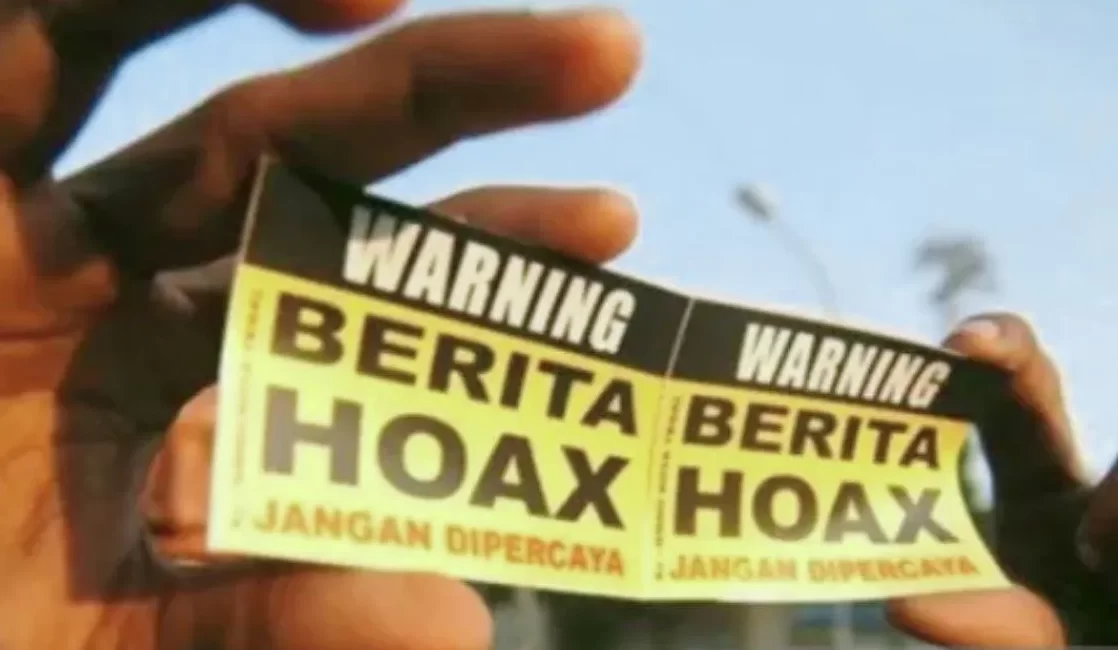 WARNING
BERITA
HOAX
JANGAN DIPERCAYA
WARNING
BERITA
HOAX
JANGAN DIPERCAYA